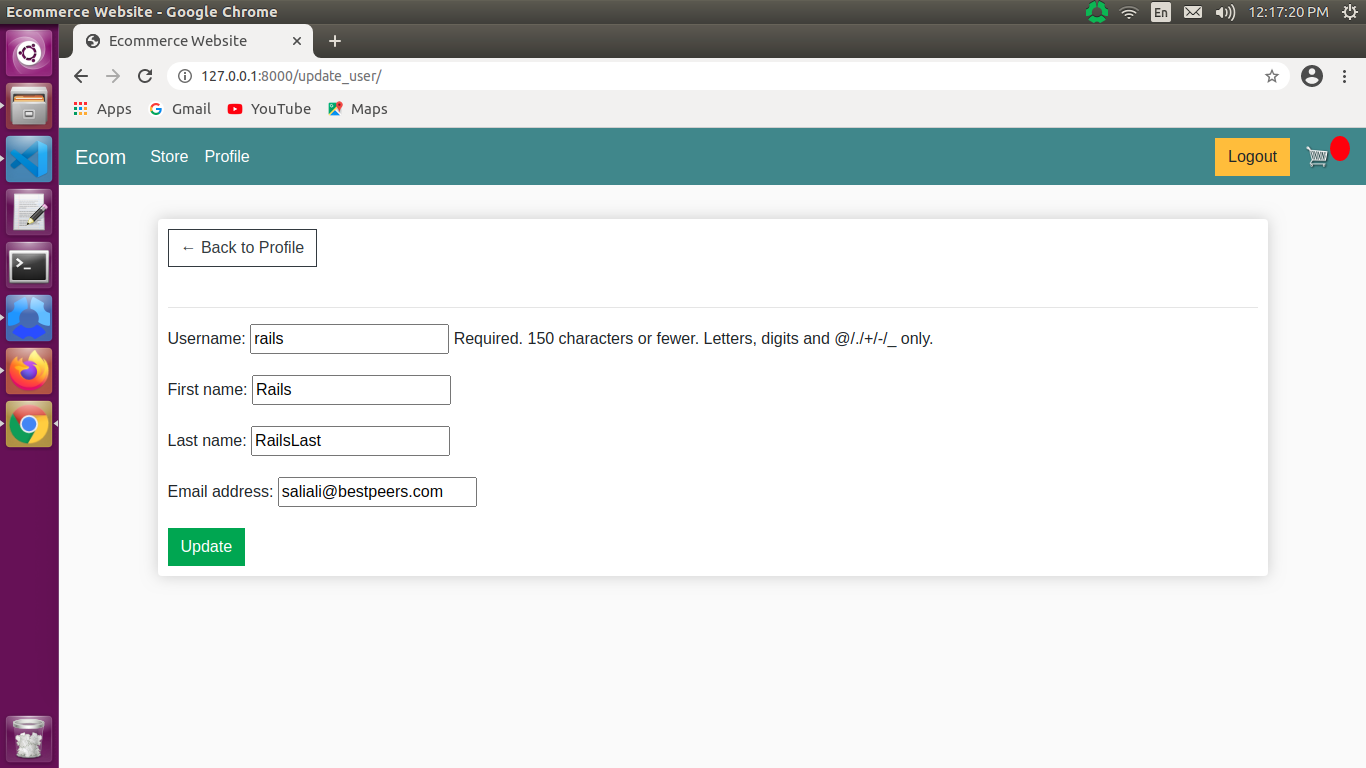 Ecommerce Website - Google Chrome
En
12:17:20 PM
Ecommerce Website
127.0.0.1:8000/update_user/
Apps Gmail YouTube Maps
Ecom Store Profile Logout
← Back to Profile
Username: rails Required. 150 characters or fewer. Letters, digits and @/./+/-/_ only.
First name: Rails
Last name: RailsLast
Email address: saliali@bestpeers.com
Update